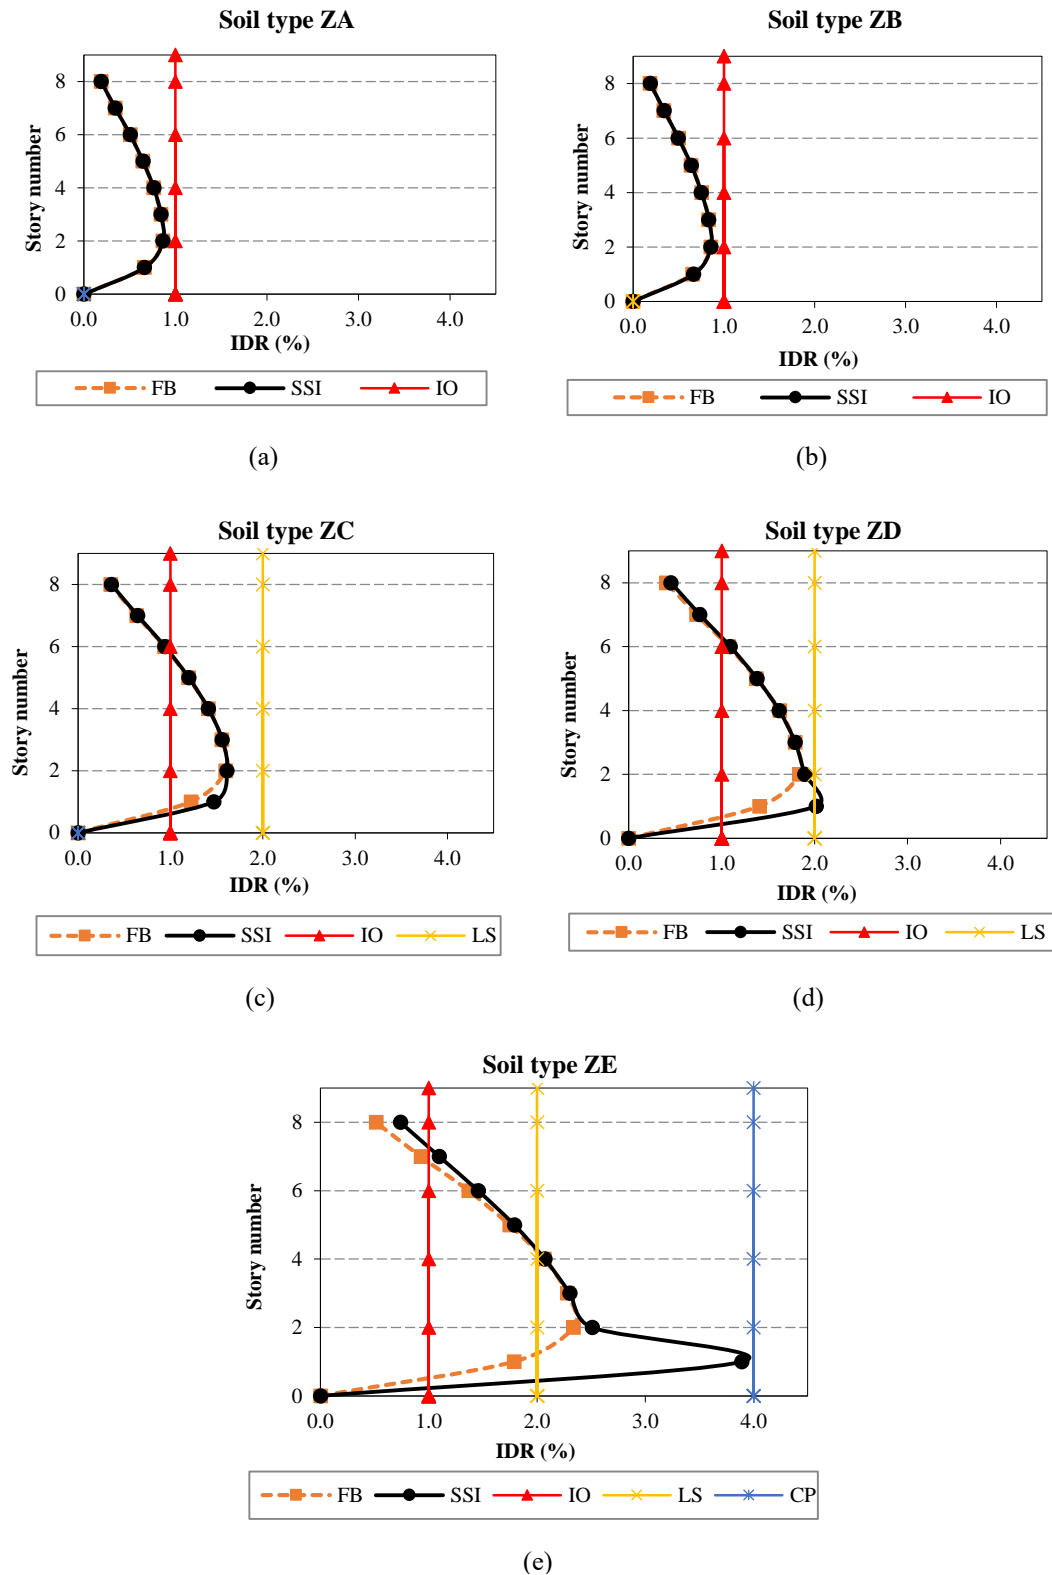 Soil type ZA
Story number
8
6
4
2
0
0.0 1.0 2.0 3.0 4.0
IDR (%)
FB SSI IO
(a)
Soil type ZB
Story number
8
6
4
2
0
0.0 1.0 2.0 3.0 4.0
IDR (%)
FB SSI IO
(b)
Soil type ZC
Story number
8
6
4
2
0
0.0 1.0 2.0 3.0 4.0
IDR (%)
FB SSI IO LS
(c)
Soil type ZD
Story number
8
6
4
2
0
0.0 1.0 2.0 3.0 4.0
IDR (%)
FB SSI IO LS
(d)
Soil type ZE
Story number
8
6
4
2
0
0.0 1.0 2.0 3.0 4.0
IDR (%)
FB SSI IO LS CP
(e)